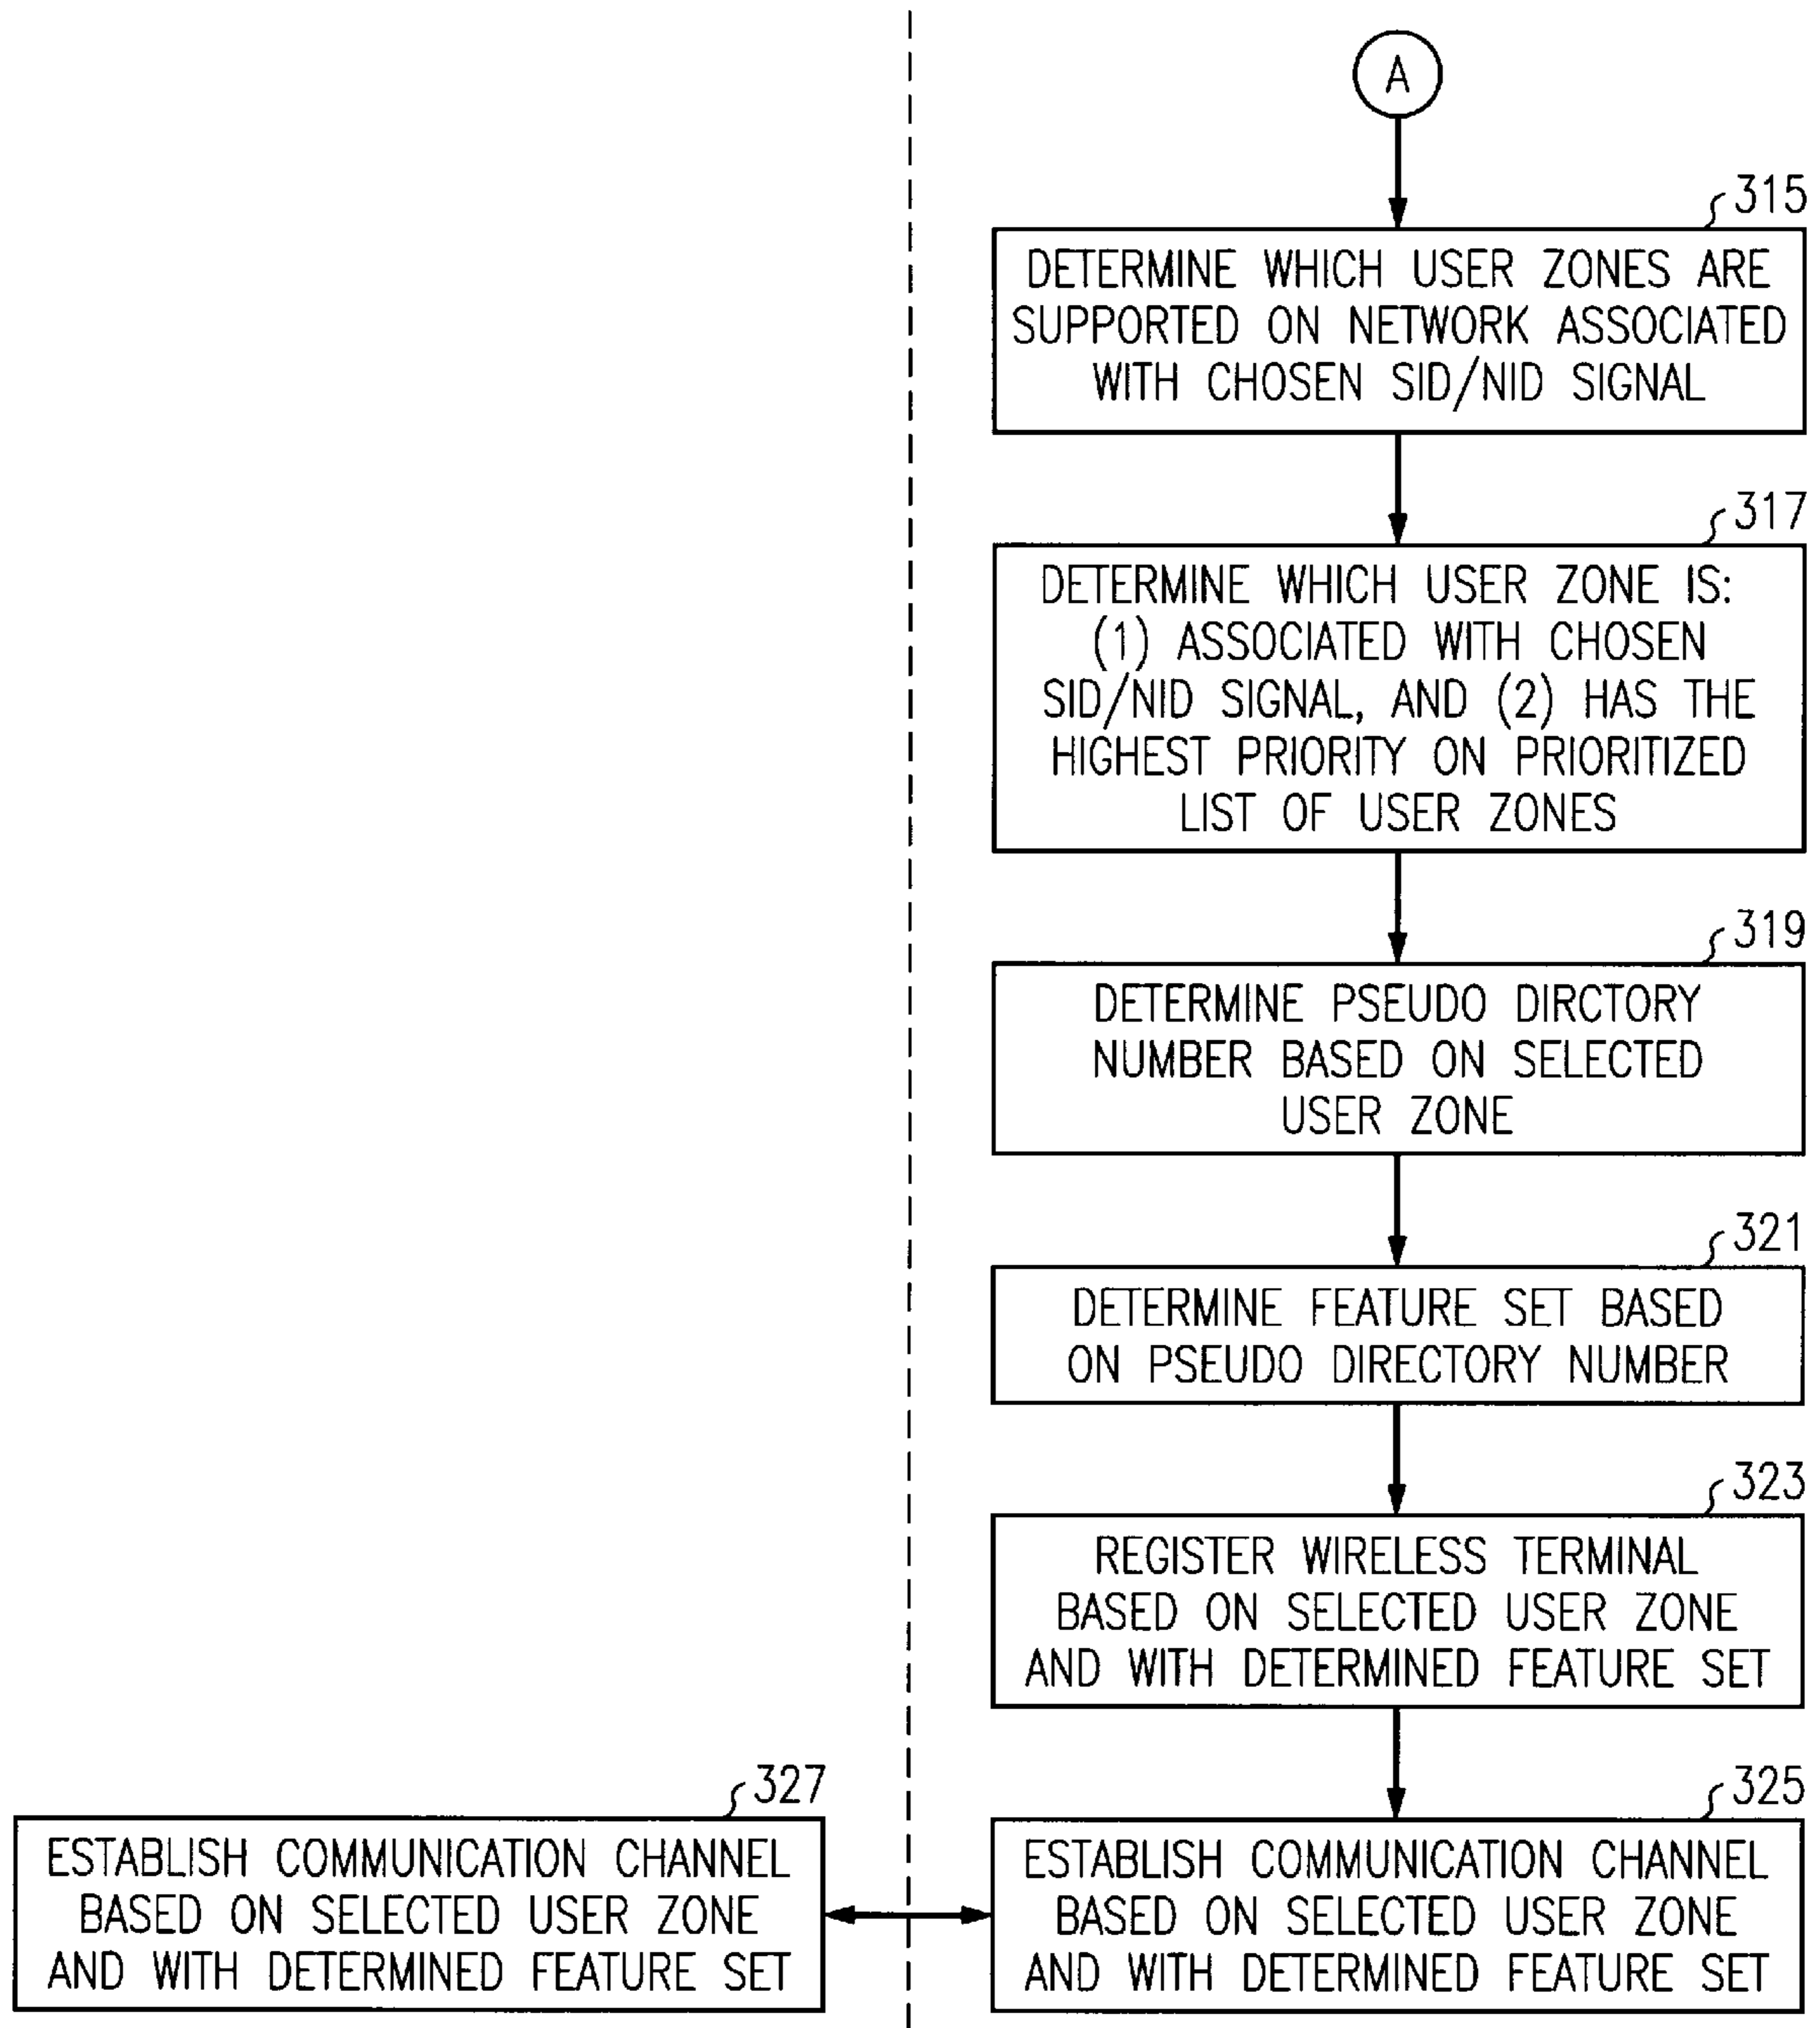 A
315
DETERMINE WHICH USER ZONES ARE
SUPPORTED ON NETWORK ASSOCIATED
WITH CHOSEN SID/NID SIGNAL
317
DETERMINE WHICH USER ZONE IS:
(1) ASSOCIATED WITH CHOSEN
SID/NID SIGNAL, AND (2) HAS THE
HIGHEST PRIORITY ON PRIORITIZED
LIST OF USER ZONES
319
DETERMINE PSEUDO DIRCTORY
NUMBER BASED ON SELECTED
USER ZONE
321
DETERMINE FEATURE SET BASED
ON PSEUDO DIRECTORY NUMBER
323
REGISTER WIRELESS TERMINAL
BASED ON SELECTED USER ZONE
AND WITH DETERMINED FEATURE SET
327
ESTABLISH COMMUNICATION CHANNEL
BASED ON SELECTED USER ZONE
AND WITH DETERMINED FEATURE SET
325
ESTABLISH COMMUNICATION CHANNEL
BASED ON SELECTED USER ZONE
AND WITH DETERMINED FEATURE SET